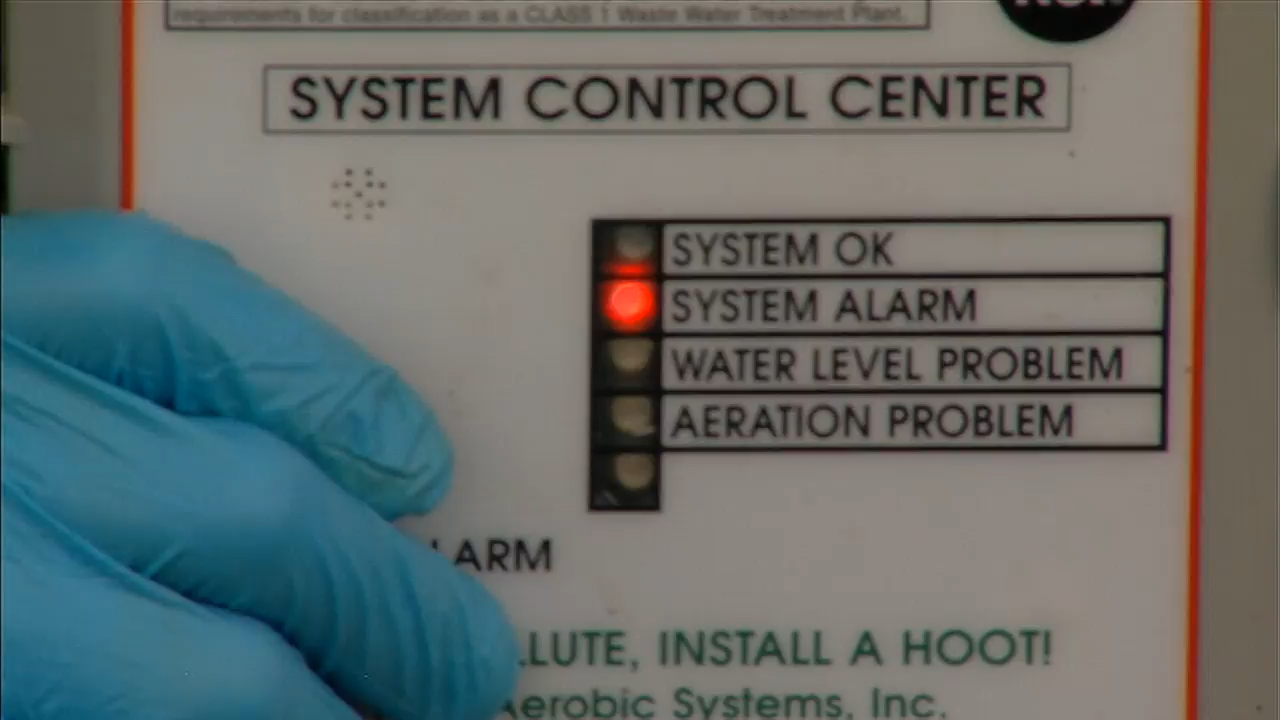 requirements for classification as a CLASS 1 Waste Water Treatment Plant.
SYSTEM CONTROL CENTER
SYSTEM OK
SYSTEM ALARM
WATER LEVEL PROBLEM
AERATION PROBLEM
LARM
LLUTE, INSTALL A HOOT!
Aerobic Systems, Inc.